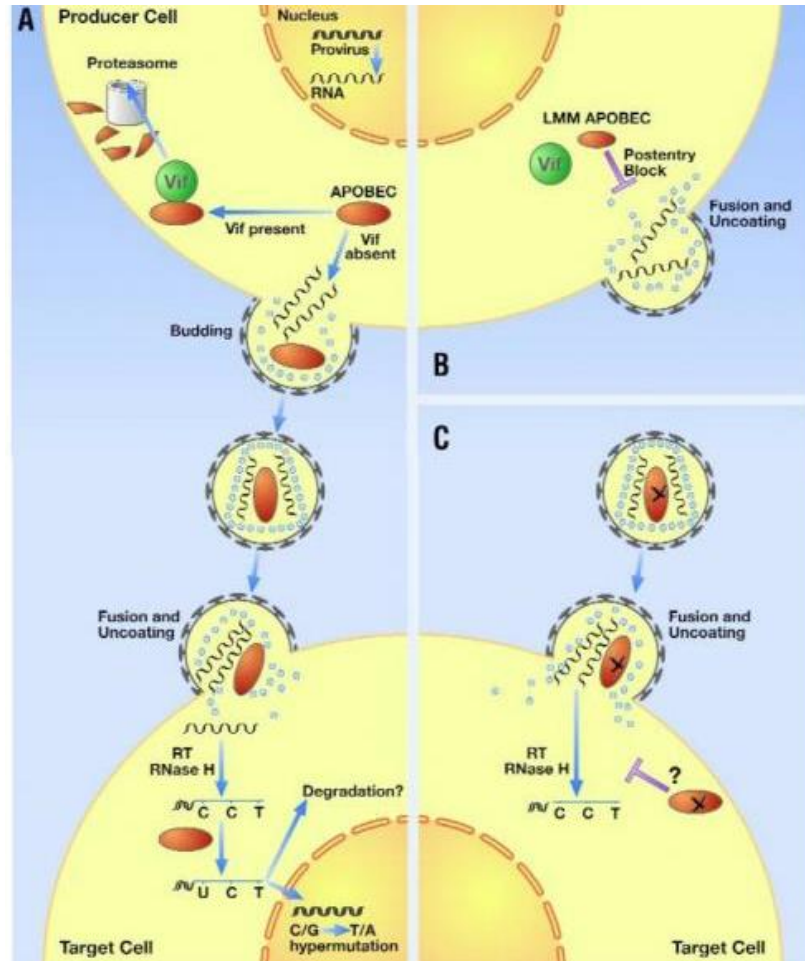 A
Producer Cell
Nucleus
Provirus
RNA
Proteasome
Vif
APOBEC
Vif present
Vif
absent
Budding
Fusion and
Uncoating
RT
RNase H
C C T
U C T
Degradation?
C/G T/A
hypermutation
Target Cell
LMM APOBEC
Vif
Postentry
Block
Fusion and
Uncoating
B
C
X
Fusion and
Uncoating
X
RT
RNase H
C C T
?
X
Target Cell